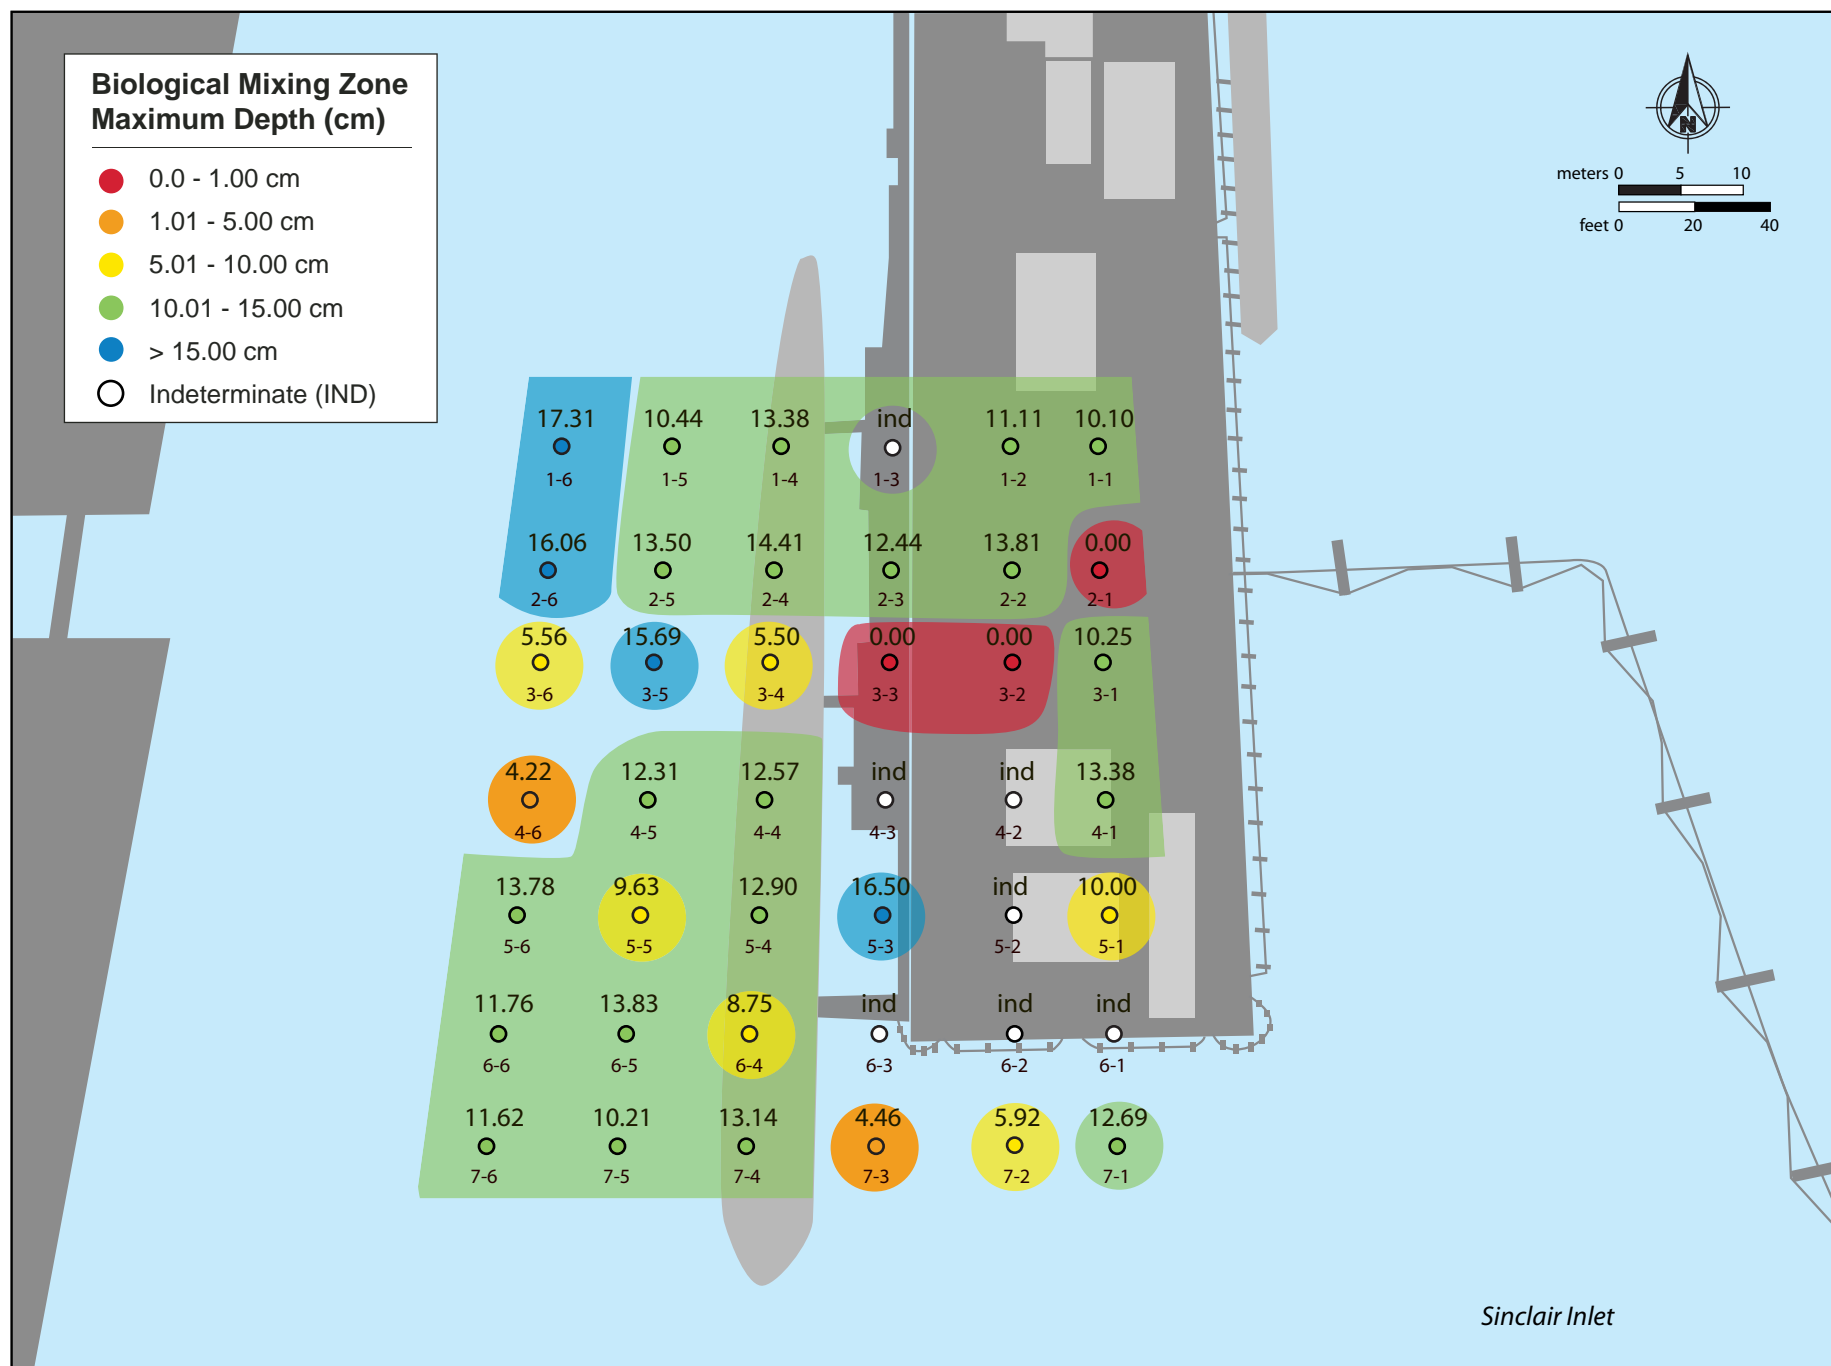 Biological Mixing Zone
Maximum Depth (cm)
0.0 - 1.00 cm
1.01 - 5.00 cm
5.01 - 10.00 cm
10.01 - 15.00 cm
> 15.00 cm
Indeterminate (IND)
N
meters 0 5 10
feet 0 20 40
17.31 10.44 13.38 ind 11.11 10.10
1-6 1-5 1-4 1-3 1-2 1-1
16.06 13.50 14.41 12.44 13.81 0.00
2-6 2-5 2-4 2-3 2-2 2-1
5.56 15.69 5.50 0.00 0.00 10.25
3-6 3-5 3-4 3-3 3-2 3-1
4.22 12.31 12.57 ind ind 13.38
4-6 4-5 4-4 4-3 4-2 4-1
13.78 9.63 12.90 16.50 ind 10.00
5-6 5-5 5-4 5-3 5-2 5-1
11.76 13.83 8.75 ind ind ind
6-6 6-5 6-4 6-3 6-2 6-1
11.62 10.21 13.14 4.46 5.92 12.69
7-6 7-5 7-4 7-3 7-2 7-1
Sinclair Inlet